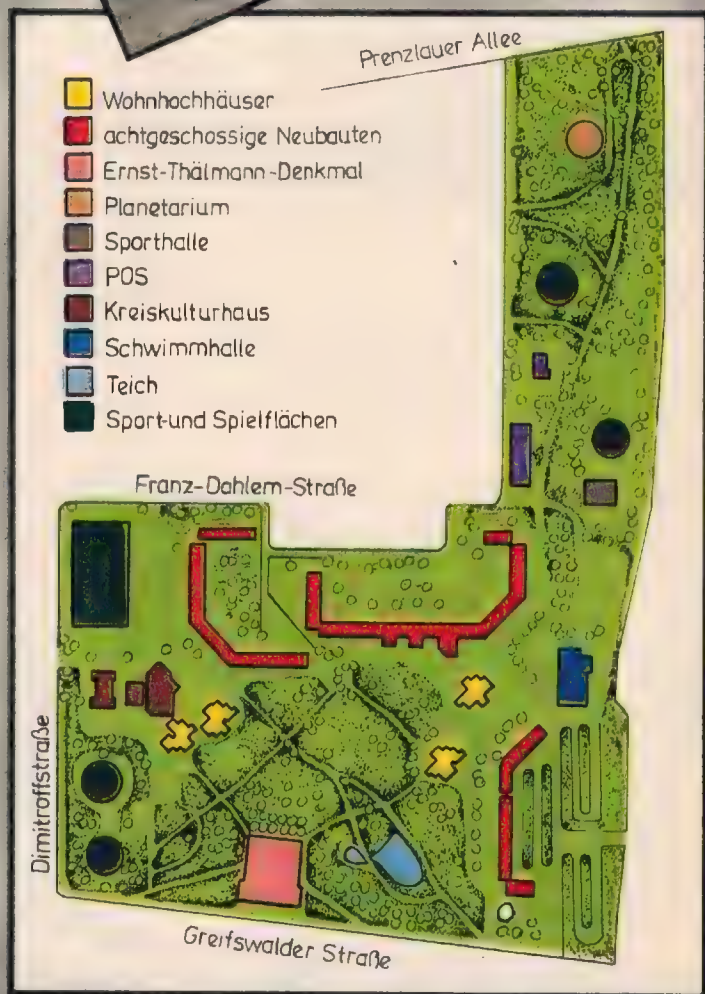 Prenzlauer Allee
Wohnhochhäuser
achtgeschossige Neubauten
Ernst-Thälmann-Denkmal
Planetarium
Sporthalle
POS
Kreiskulturhaus
Schwimmhalle
Teich
Sport-und Spielflächen
Franz-Dahlem-Straße
Dimitroffstraße
Greifswalder Straße